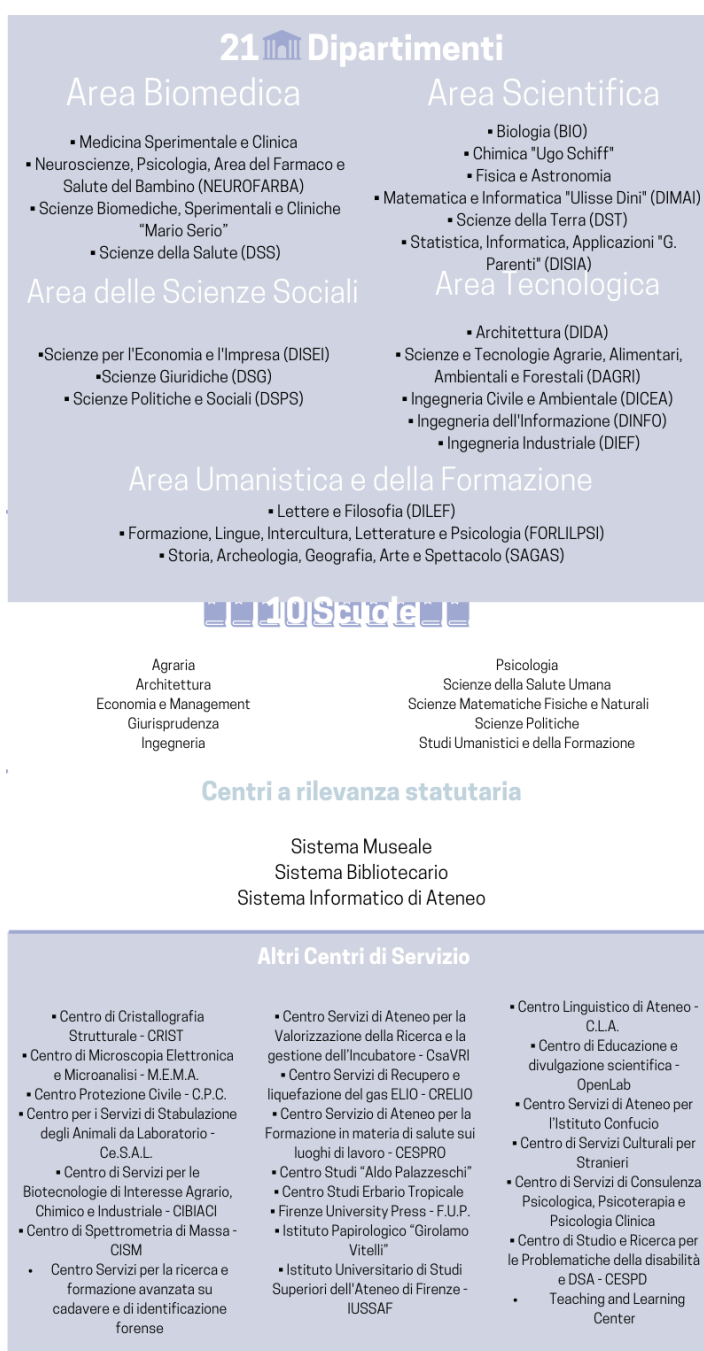 21 Dipartimenti
Area Biomedica
▪ Medicina Sperimentale e Clinica
▪ Neuroscienze, Psicologia, Area del Farmaco e
Salute del Bambino (NEUROFARBA)
▪ Scienze Biomediche, Sperimentali e Cliniche
“Mario Serio”
▪ Scienze della Salute (DSS)
Area Scientifica
▪ Biologia (BIO)
▪ Chimica "Ugo Schiff"
▪ Fisica e Astronomia
▪ Matematica e Informatica "Ulisse Dini" (DIMAI)
▪ Scienze della Terra (DST)
▪ Statistica, Informatica, Applicazioni "G.
Parenti" (DISIA)
Area delle Scienze Sociali
▪Scienze per l'Economia e l'Impresa (DISEI)
▪Scienze Giuridiche (DSG)
▪ Scienze Politiche e Sociali (DSPS)
Area Tecnologica
▪ Architettura (DIDA)
▪ Scienze e Tecnologie Agrarie, Alimentari,
Ambientali e Forestali (DAGRI)
▪ Ingegneria Civile e Ambientale (DICEA)
▪ Ingegneria dell'Informazione (DINFO)
▪ Ingegneria Industriale (DIEF)
Area Umanistica e della Formazione
▪ Lettere e Filosofia (DILEF)
▪ Formazione, Lingue, Intercultura, Letterature e Psicologia (FORLILPSI)
▪ Storia, Archeologia, Geografia, Arte e Spettacolo (SAGAS)
10 Scuole
Agraria
Architettura
Economia e Management
Giurisprudenza
Ingegneria
Psicologia
Scienze della Salute Umana
Scienze Matematiche Fisiche e Naturali
Scienze Politiche
Studi Umanistici e della Formazione
Centri a rilevanza statutaria
Sistema Museale
Sistema Bibliotecario
Sistema Informatico di Ateneo
Altri Centri di Servizio
▪ Centro di Cristallografia
Strutturale - CRIST
▪ Centro di Microscopia Elettronica
e Microanalisi - M.E.M.A.
▪ Centro Protezione Civile - C.P.C.
▪ Centro per i Servizi di Stabulazione
degli Animali da Laboratorio -
Ce.S.A.L.
▪ Centro di Servizi per le
Biotecnologie di Interesse Agrario,
Chimico e Industriale - CIBIACI
▪ Centro di Spettrometria di Massa -
CISM
• Centro Servizi per la ricerca e
formazione avanzata su
cadavere e di identificazione
forense
▪ Centro Servizi di Ateneo per la
Valorizzazione della Ricerca e la
gestione dell’Incubatore - CsaVRI
▪ Centro Servizi di Recupero e
liquefazione del gas ELIO - CRELIO
▪ Centro Servizio di Ateneo per la
Formazione in materia di salute sui
luoghi di lavoro - CESPRO
▪ Centro Studi “Aldo Palazzeschi”
▪ Centro Studi Erbario Tropicale
▪ Firenze University Press - F.U.P.
▪ Istituto Papirologico “Girolamo
Vitelli”
▪ Istituto Universitario di Studi
Superiori dell'Ateneo di Firenze -
IUSSAF
▪ Centro Linguistico di Ateneo -
C.L.A.
▪ Centro di Educazione e
divulgazione scientifica -
OpenLab
▪ Centro Servizi di Ateneo per
l’Istituto Confucio
▪ Centro di Servizi Culturali per
Stranieri
▪ Centro di Servizi di Consulenza
Psicologica, Psicoterapia e
Psicologia Clinica
▪ Centro di Studio e Ricerca per
le Problematiche della disabilità
e DSA - CESPD
• Teaching and Learning
Center